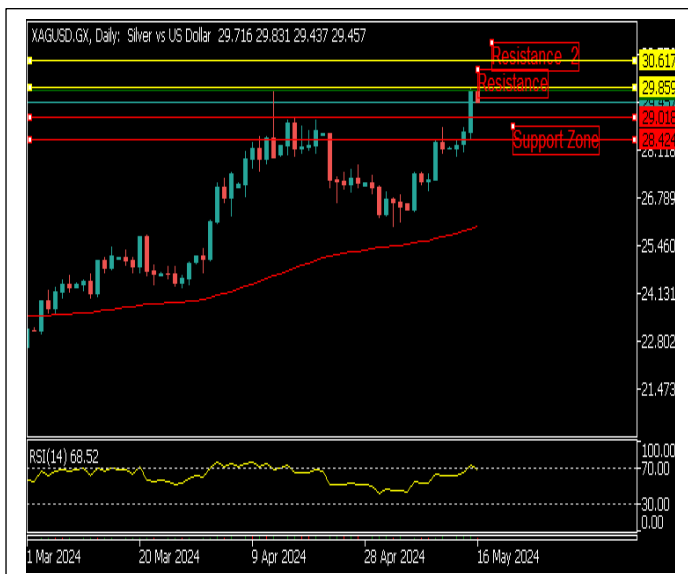 XAGUSD.GX, Daily: Silver vs US Dollar 29.716 29.831 29.437 29.457
Resistance 2
30.617
Resistance
29.859
29.018
Support Zone
28.424
28.118
26.789
25.460
24.131
22.802
21.473
RSI(14) 68.52
100.00
70.00
30.00
0.00
1 Mar 2024 20 Mar 2024 9 Apr 2024 28 Apr 2024 16 May 2024